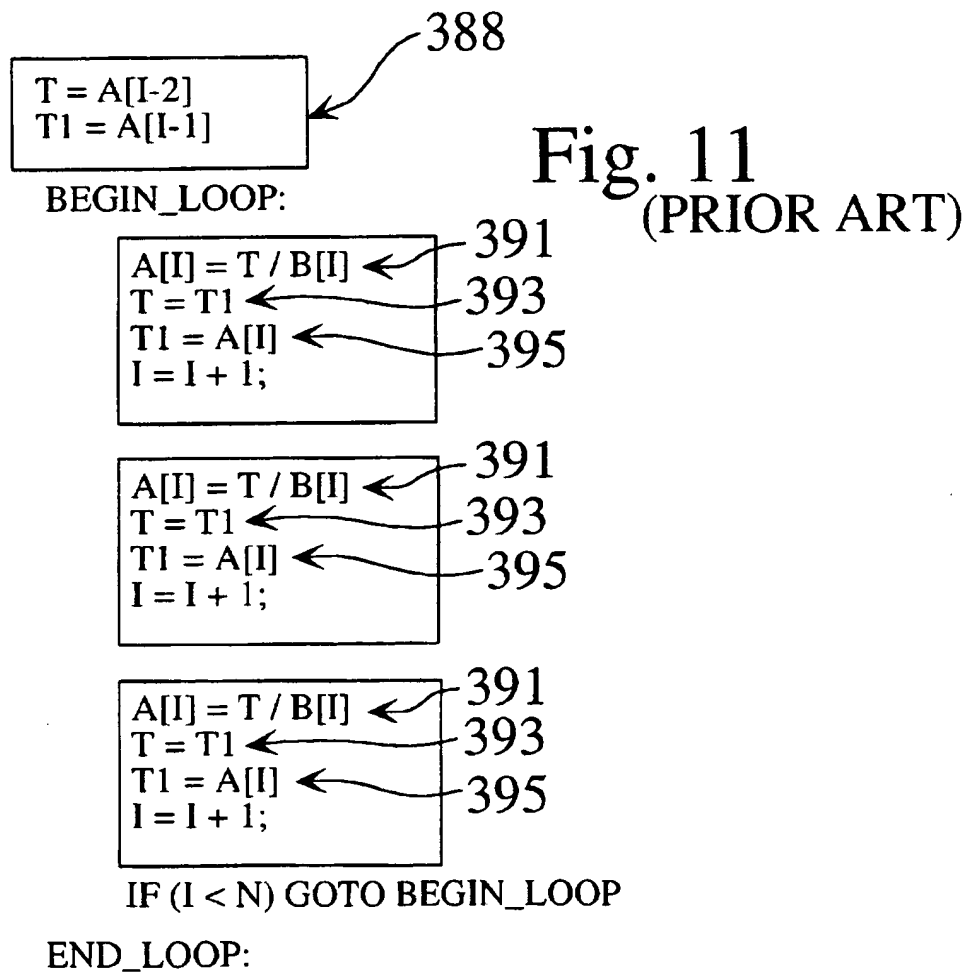 388
T = A[I-2]
T1 = A[I-1]
Fig. 11
(PRIOR ART)
BEGIN_LOOP:
A[I] = T / B[I]
391
T = T1
393
T1 = A[I]
395
I = I + 1;
A[I] = T / B[I]
391
T = T1
393
T1 = A[I]
395
I = I + 1;
A[I] = T / B[I]
391
T = T1
393
T1 = A[I]
395
I = I + 1;
IF (I < N) GOTO BEGIN_LOOP
END_LOOP: